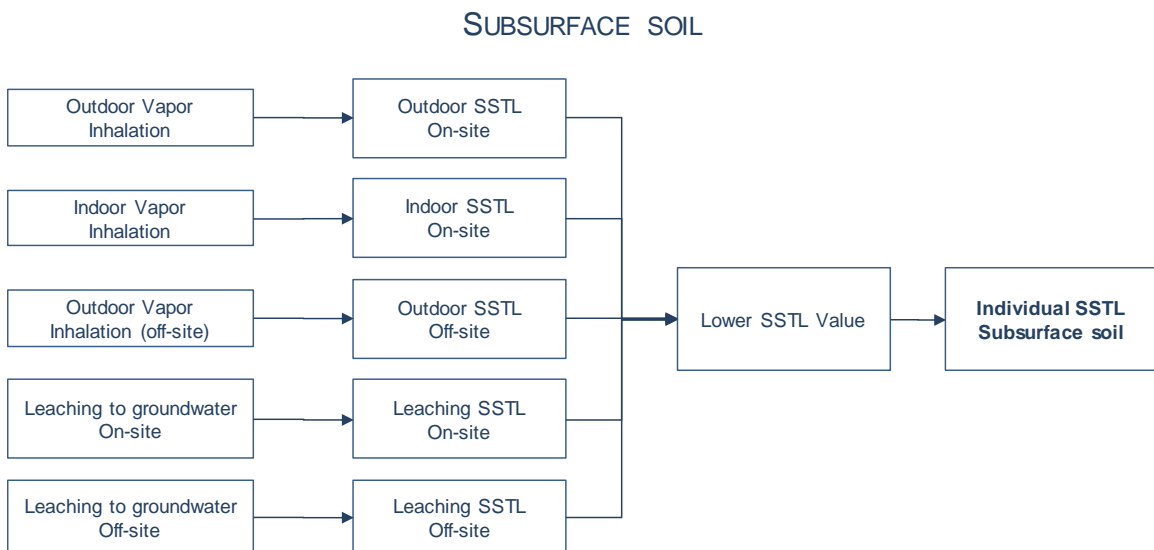 SUBSURFACE SOIL
Outdoor Vapor
Inhalation
Outdoor SSTL
On-site
Indoor Vapor
Inhalation
Indoor SSTL
On-site
Outdoor Vapor
Inhalation (off-site)
Outdoor SSTL
Off-site
Lower SSTL Value
Individual SSTL
Subsurface soil
Leaching to groundwater
On-site
Leaching SSTL
On-site
Leaching to groundwater
Off-site
Leaching SSTL
Off-site